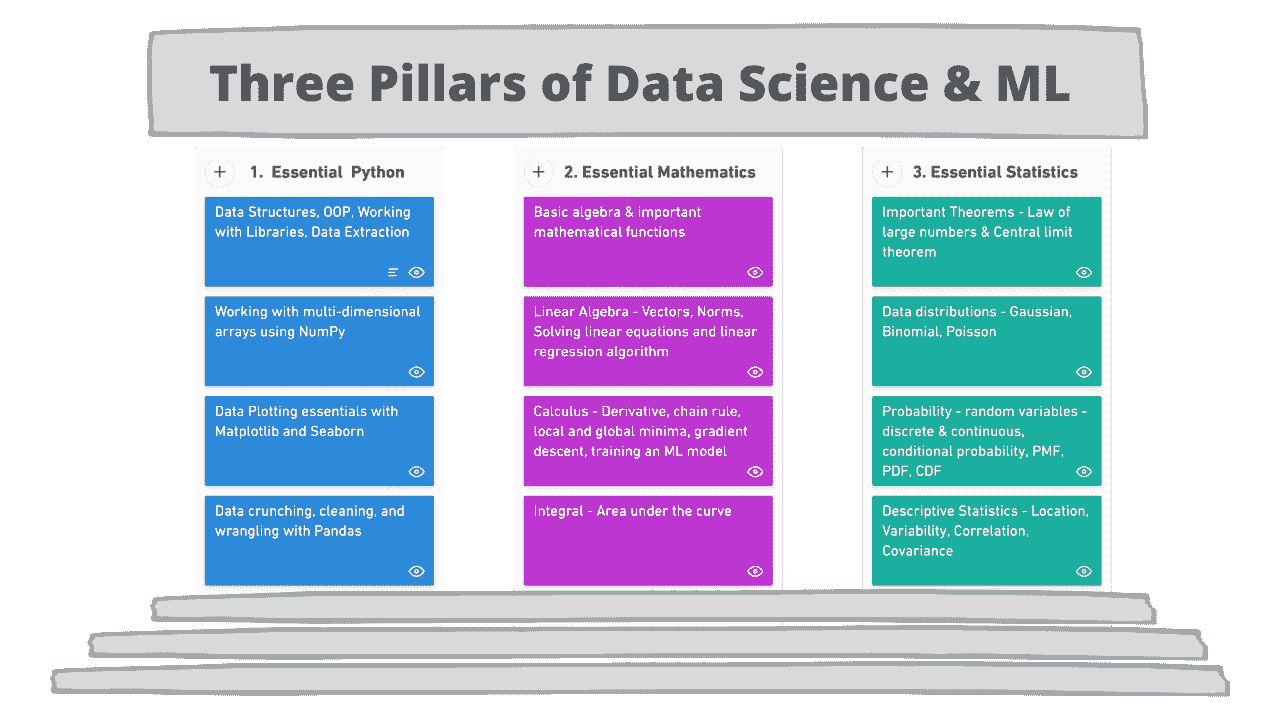 Three Pillars of Data Science & ML
1. Essential Python
Data Structures, OOP, Working
with Libraries, Data Extraction
Working with multi-dimensional
arrays using NumPy
Data Plotting essentials with
Matplotlib and Seaborn
Data crunching, cleaning, and
wrangling with Pandas
2. Essential Mathematics
Basic algebra & important
mathematical functions
Linear Algebra - Vectors, Norms,
Solving linear equations and linear
regression algorithm
Calculus - Derivative, chain rule,
local and global minima, gradient
descent, training an ML model
Integral - Area under the curve
3. Essential Statistics
Important Theorems - Law of
large numbers & Central limit
theorem
Data distributions - Gaussian,
Binomial, Poisson
Probability - random variables -
discrete & continuous,
conditional probability, PMF,
PDF, CDF
Descriptive Statistics - Location,
Variability, Correlation,
Covariance